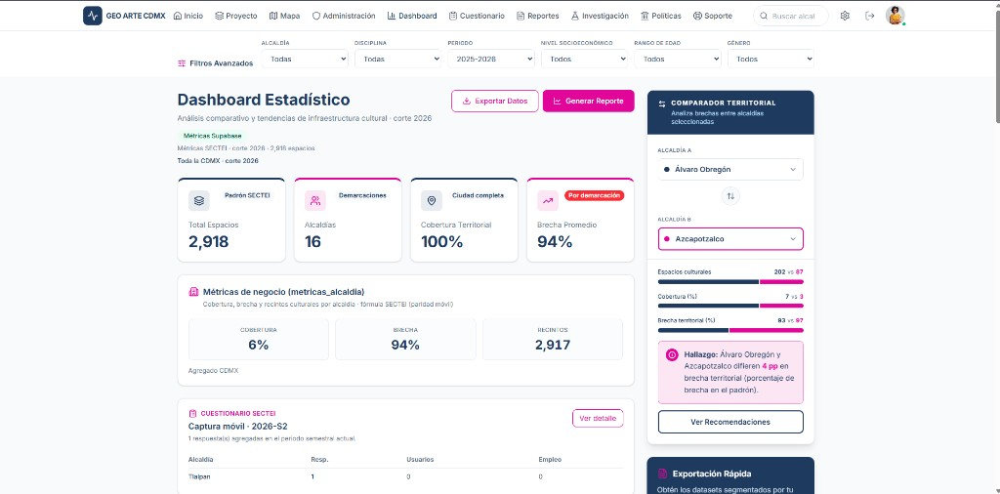 GEO ARTE CDMX Inicio Proyecto Mapa Administración Dashboard Cuestionario Reportes Investigación Políticas Soporte Buscar alcal
Filtros Avanzados
ALCALDÍA DISCIPLINA PERIODO NIVEL SOCIOECONÓMICO RANGO DE EDAD GÉNERO
Todas Todas 2025-2026 Todos Todos Todos
Dashboard Estadístico
Análisis comparativo y tendencias de infraestructura cultural · corte 2026
Exportar Datos
Generar Reporte
Métricas Supabase
Métricas SECTEI · corte 2026 · 2,918 espacios
Toda la CDMX · corte 2026
Padrón SECTEI
Total Espacios
2,918
Demarcaciones
Alcaldías
16
Ciudad completa
Cobertura Territorial
100%
Por demarcación
Brecha Promedio
94%
Métricas de negocio (metricas_alcaldia)
Cobertura, brecha y recintos culturales por alcaldía · fórmula SECTEI (paridad móvil)
COBERTURA
6%
BRECHA
94%
RECINTOS
2,917
Agregado CDMX
CUESTIONARIO SECTEI
Captura móvil · 2026-S2
1 respuesta(s) agregadas en el periodo semestral actual.
Ver detalle
Alcaldía Resp. Usuarios Empleo
Tlalpan 1 0 0
COMPARADOR TERRITORIAL
Analiza brechas entre alcaldías
seleccionadas
ALCALDÍA A
Álvaro Obregón
ALCALDÍA B
Azcapotzalco
Espacios culturales 202 vs 87
Cobertura (%) 7 vs 3
Brecha territorial (%) 93 vs 97
Hallazgo: Álvaro Obregón y
Azcapotzalco difieren 4 pp en
brecha territorial (porcentaje de
brecha en el padrón).
Ver Recomendaciones
Exportación Rápida
Obtén los datasets segmentados por tu